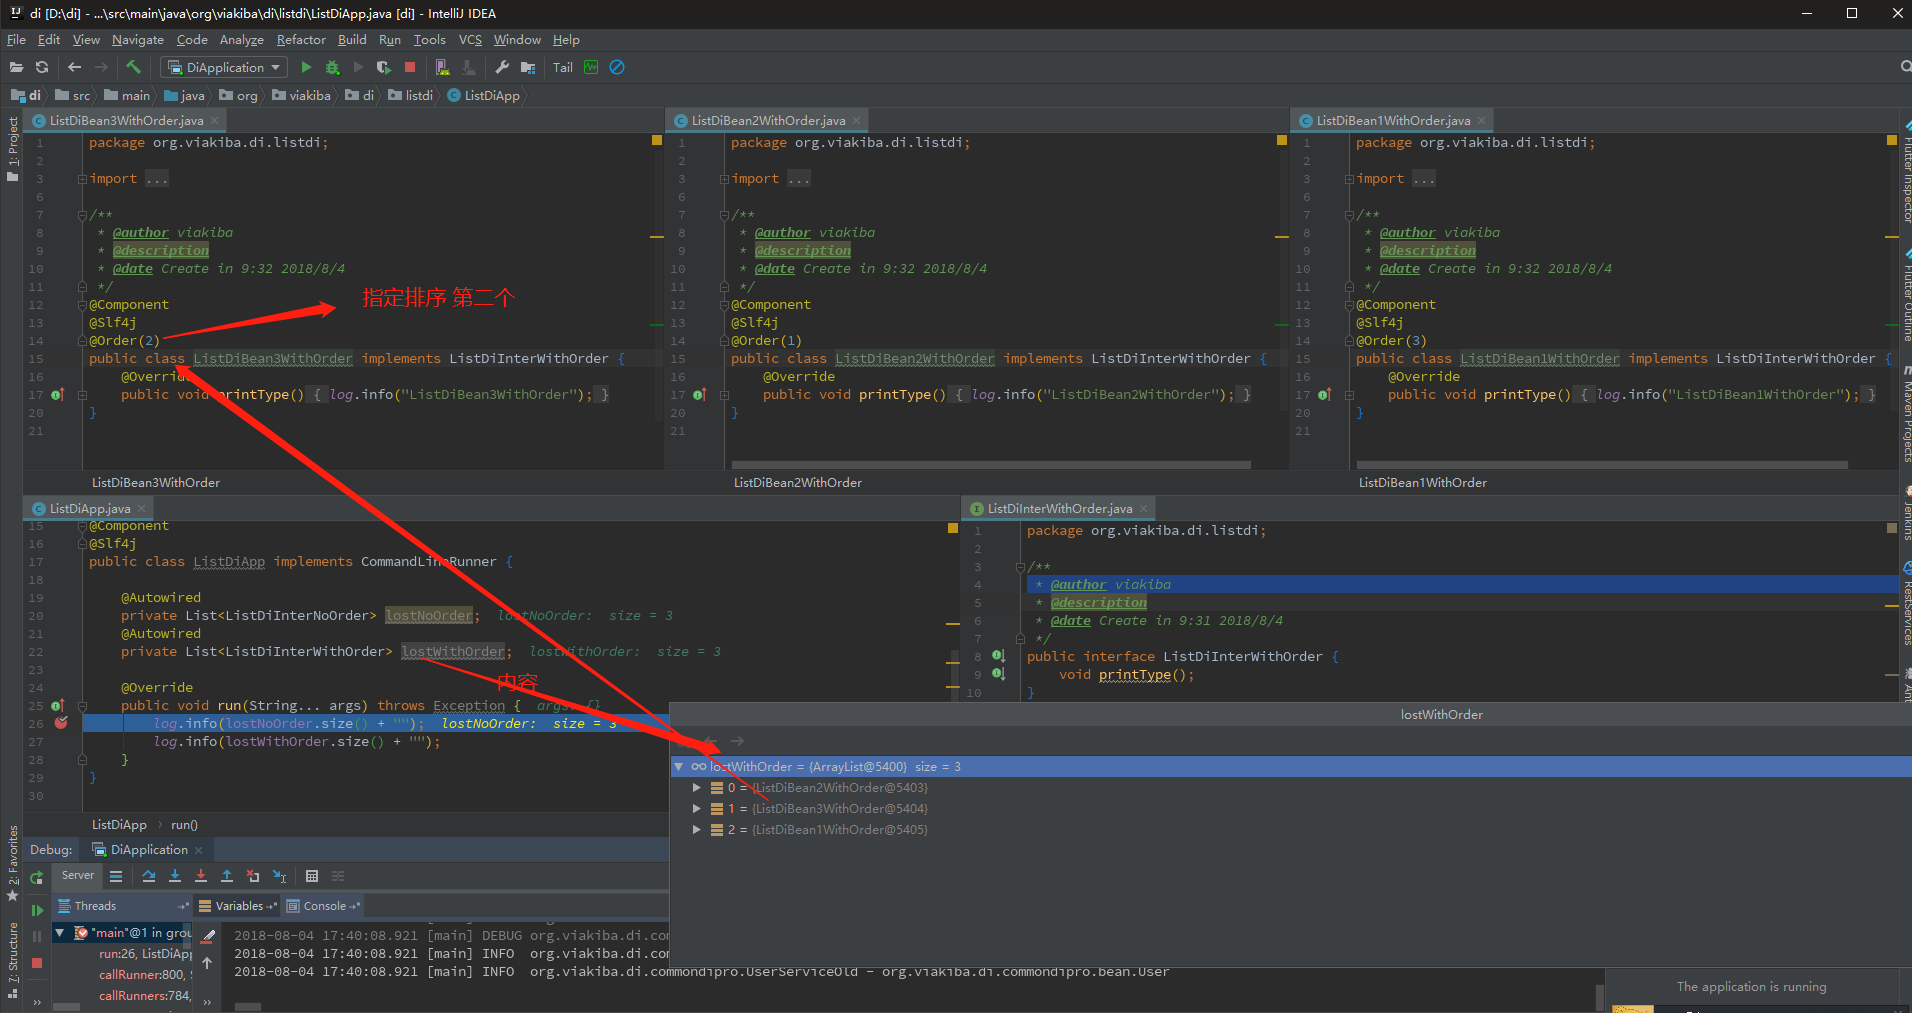 di [D:\di] - ...\src\main\java\org\viakiba\di\listdi\ListDiApp.java [di] - IntelliJ IDEA
File Edit View Navigate Code Analyze Refactor Build Run Tools VCS Window Help
DiApplication Tail
di src main java org viakiba di listdi ListDiApp
1: Project
ListDiBean3WithOrder.java
1 package org.viakiba.di.listdi;
2
3 import ...
6
7 /**
8 * @author viakiba
9 * @description
10 * @date Create in 9:32 2018/8/4
11 */
12 @Component
13 @Slf4j
14 @Order(2)
指定排序 第二个
15 public class ListDiBean3WithOrder implements ListDiInterWithOrder {
16 @Overrid
17 public void printType() { log.info("ListDiBean3WithOrder"); }
20 }
21
ListDiBean3WithOrder
ListDiBean2WithOrder.java
1 package org.viakiba.di.listdi;
2
3 import ...
6
7 /**
8 * @author viakiba
9 * @description
10 * @date Create in 9:32 2018/8/4
11 */
12 @Component
13 @Slf4j
14 @Order(1)
15 public class ListDiBean2WithOrder implements ListDiInterWithOrder {
16 @Override
17 public void printType() { log.info("ListDiBean2WithOrder"); }
20 }
21
ListDiBean2WithOrder
ListDiBean1WithOrder.java
1 package org.viakiba.di.listdi;
2
3 import ...
6
7 /**
8 * @author viakiba
9 * @description
10 * @date Create in 9:32 2018/8/4
11 */
12 @Component
13 @Slf4j
14 @Order(3)
15 public class ListDiBean1WithOrder implements ListDiInterWithOrder {
16 @Override
17 public void printType() { log.info("ListDiBean1WithOrder"); }
20 }
21
ListDiBean1WithOrder
Flutter Inspector
Flutter Outline
Maven Projects
Jenkins
RestServices
Ant
ListDiApp.java
15 @Component
16 @Slf4j
17 public class ListDiApp implements CommandLineRunner {
18
19 @Autowired
20 private List<ListDiInterNoOrder> lostNoOrder; lostNoOrder: size = 3
21 @Autowired
22 private List<ListDiInterWithOrder> lostWithOrder; lostWithOrder: size = 3
23
内容
24 @Override
25 public void run(String... args) throws Exception { args: {}
26 log.info(lostNoOrder.size() + ""); lostNoOrder: size = 3
27 log.info(lostWithOrder.size() + "");
28 }
29 }
30
ListDiApp › run()
ListDiInterWithOrder.java
1 package org.viakiba.di.listdi;
2
3 /**
4 * @author viakiba
5 * @description
6 * @date Create in 9:31 2018/8/4
7 */
8 public interface ListDiInterWithOrder {
9 void printType();
10 }
lostWithOrder
lostWithOrder = {ArrayList@5400} size = 3
0 = {ListDiBean2WithOrder@5403}
1 = {ListDiBean3WithOrder@5404}
2 = {ListDiBean1WithOrder@5405}
2: Favorites
7: Structure
Debug: DiApplication
Server
Threads Variables Console
"main"@1 in grou
run:26, ListDiApp
callRunner:800,
callRunners:784,
2018-08-04 17:40:08.921 [main] DEBUG org.viakiba.di.com
2018-08-04 17:40:08.921 [main] INFO org.viakiba.di.com
2018-08-04 17:40:08.921 [main] INFO org.viakiba.di.commondipro.UserServiceOld - org.viakiba.di.commondipro.bean.User
The application is running